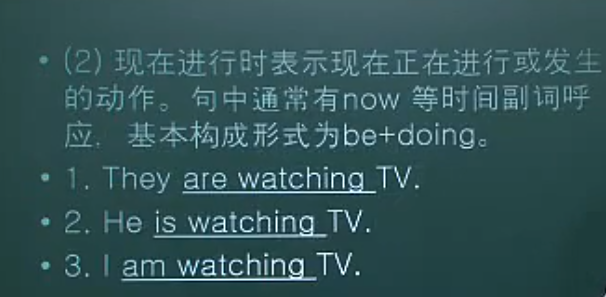 • (2) 现在进行时表示现在正在进行或发生
的动作。句中通常有now 等时间副词呼
应, 基本构成形式为be+doing。
• 1. They are watching TV.
• 2. He is watching TV.
• 3. I am watching TV.